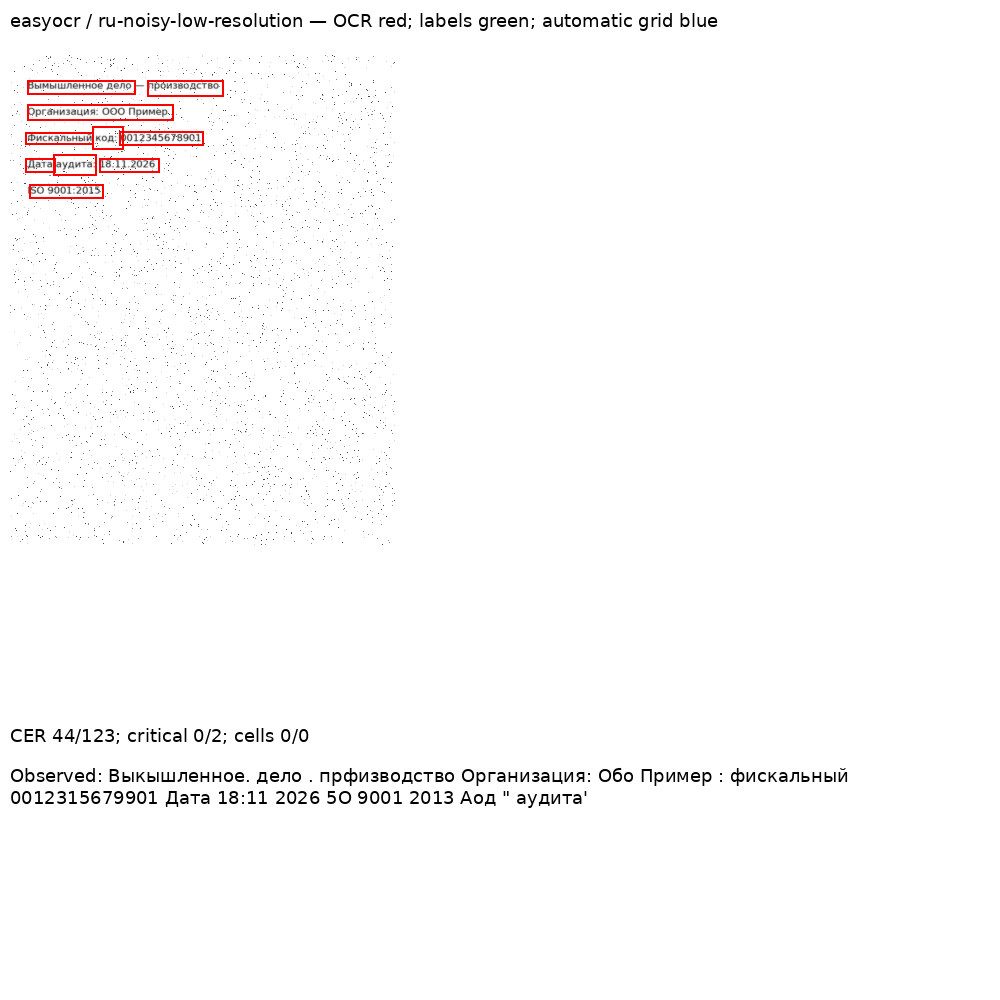 easyocr / ru-noisy-low-resolution — OCR red; labels green; automatic grid blue
Вымышленное дело — производство
Организация: ООО Пример.
Фискальный код: 0012345678901
Дата аудита: 18.11.2026
ISO 9001:2015
CER 44/123; critical 0/2; cells 0/0
Observed: Выкышленное. дело . прфизводство Организация: Обо Пример : фискальный
0012315679901 Дата 18:11 2026 5О 9001 2013 Аод " аудита'